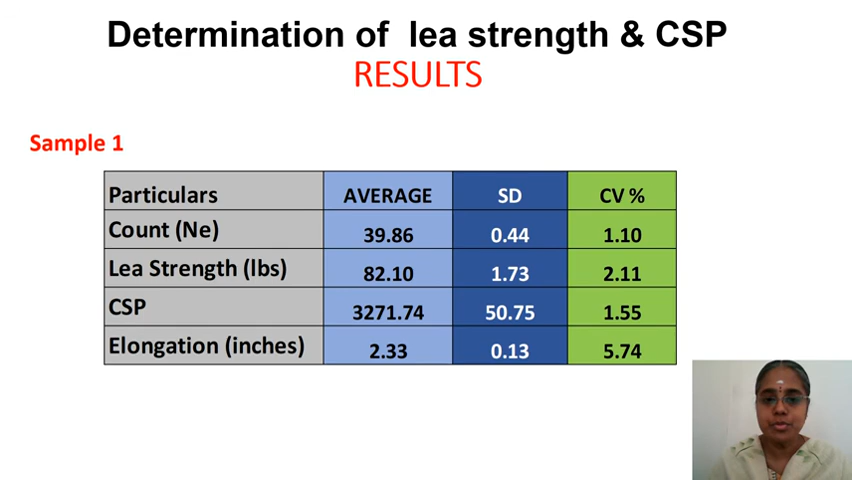 Determination of lea strength & CSP
RESULTS
Sample 1
Particulars AVERAGE SD CV %
Count (Ne) 39.86 0.44 1.10
Lea Strength (lbs) 82.10 1.73 2.11
CSP 3271.74 50.75 1.55
Elongation (inches) 2.33 0.13 5.74